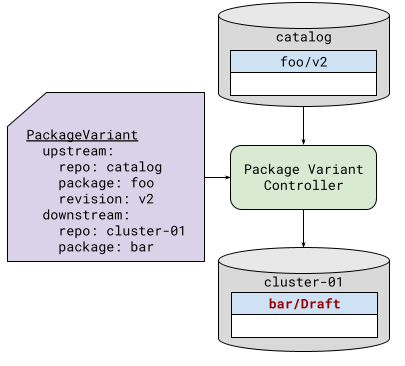 catalog
foo/v2
PackageVariant
upstream:
repo: catalog
package: foo
revision: v2
downstream:
repo: cluster-01
package: bar
Package Variant
Controller
cluster-01
bar/Draft